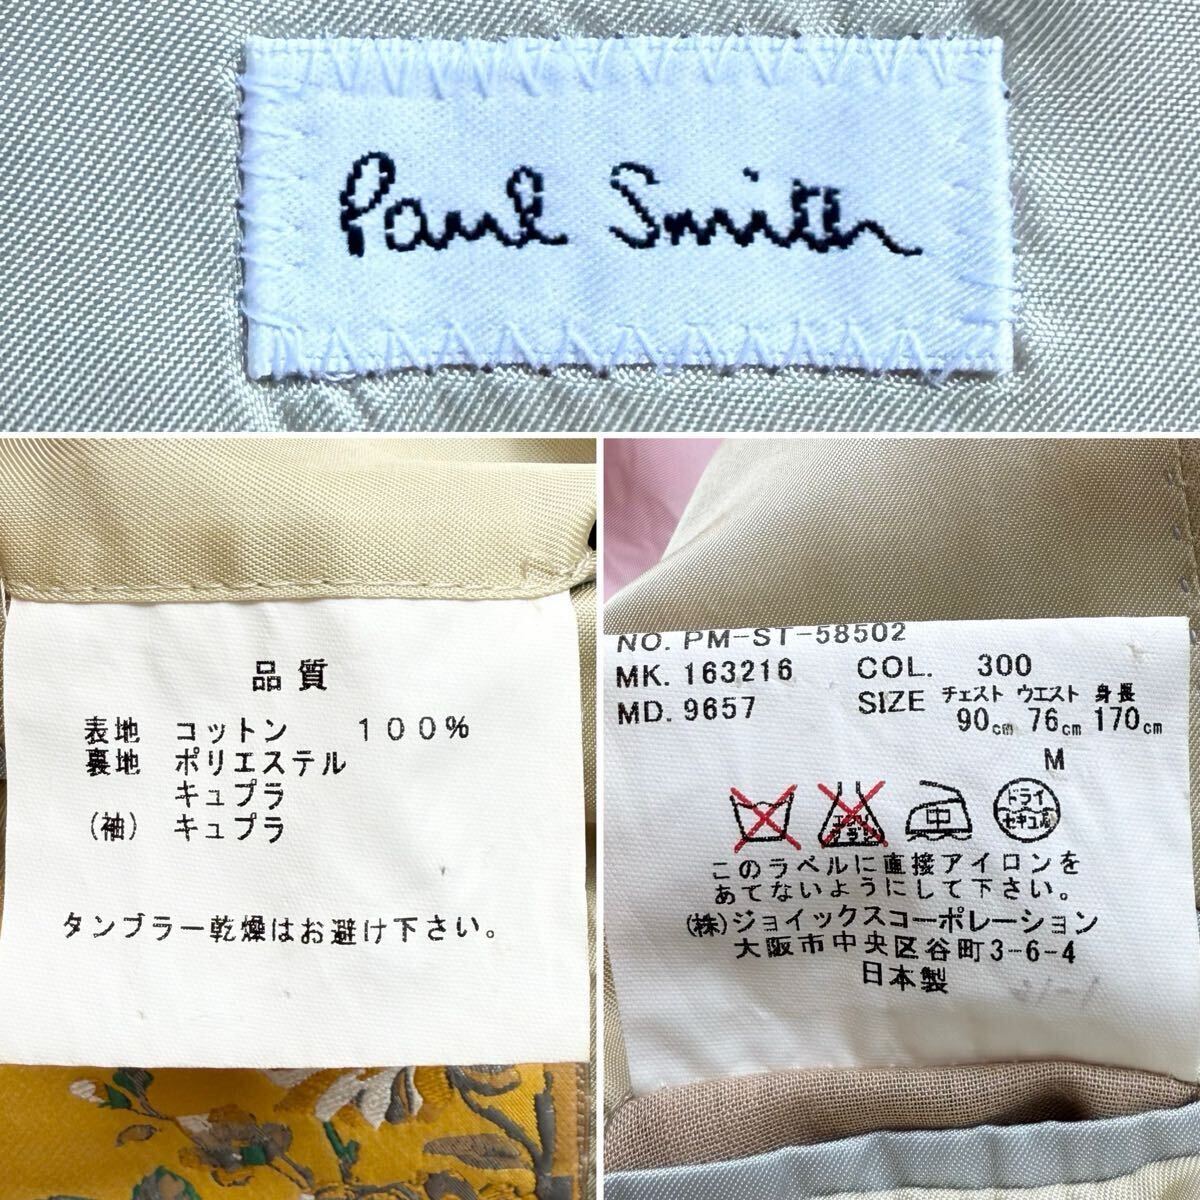 Paul Smith
品質
表地 コットン 100%
裏地 ポリエステル
キュプラ
(袖) キュプラ
タンブラー乾燥はお避け下さい。
NO. PM-ST-58502
MK. 163216 COL. 300
MD. 9657 SIZE チェスト ウエスト 身長
90cm 76cm 170cm
M
エンソ
サラシ
中
ドライ
セキユ系
このラベルに直接アイロンを
あてないようにして下さい。
(株)ジョイックスコーポレーション
大阪市中央区谷町3-6-4
日本製